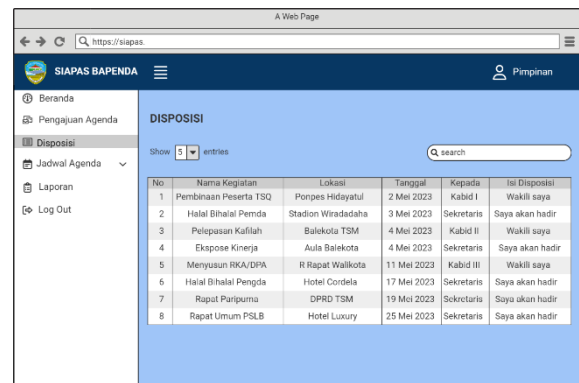 A Web Page
https://siapas.
SIAPAS BAPENDA
Pimpinan
Beranda
Pengajuan Agenda
Disposisi
Jadwal Agenda
Laporan
Log Out
DISPOSISI
Show 5 entries
search
No Nama Kegiatan Lokasi Tanggal Kepada Isi Disposisi
1 Pembinaan Peserta TSQ Ponpes Hidayatul 2 Mei 2023 Kabid I Wakili saya
2 Halal Bihalal Pemda Stadion Wiradadaha 3 Mei 2023 Sekretaris Saya akan hadir
3 Pelepasan Kafilah Balekota TSM 4 Mei 2023 Kabid II Wakili saya
4 Ekspose Kinerja Aula Balekota 4 Mei 2023 Sekretaris Saya akan hadir
5 Menyusun RKA/DPA R Rapat Walikota 11 Mei 2023 Kabid III Wakili saya
6 Halal Bihalal Pengda Hotel Cordela 17 Mei 2023 Sekretaris Saya akan hadir
7 Rapat Paripurna DPRD TSM 19 Mei 2023 Sekretaris Saya akan hadir
8 Rapat Umum PSLB Hotel Luxury 25 Mei 2023 Sekretaris Saya akan hadir